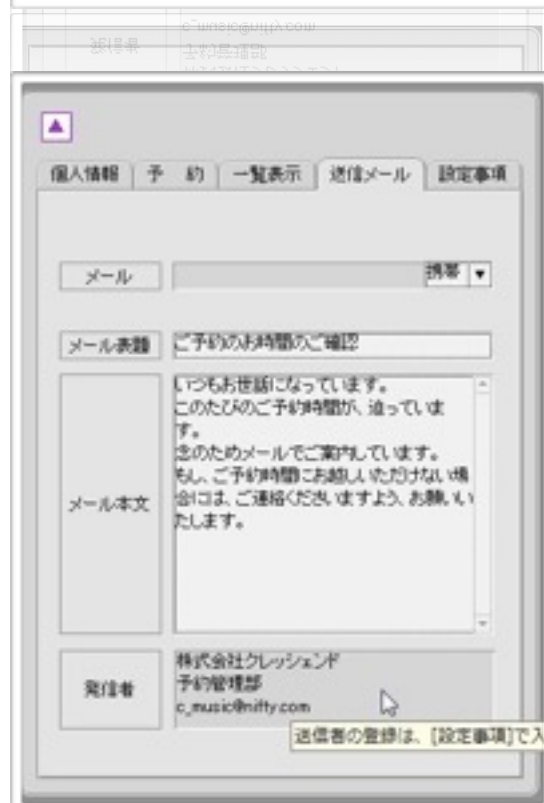 個人情報 予 約 一覧表示 送信メール 設定事項
メール 携帯
メール表題 ご予約のお時間のご確認
メール本文
いつもお世話になっています。
このたびのご予約時間が、迫っていま
す。
念のためメールでご案内しています。
もし、ご予約時間にお越しいただけない場
合には、ご連絡くださいますよう、お願いい
たします。
発信者
株式会社クレッシェンド
予約管理部
c_music@nifty.com
送信者の登録は、[設定事項]で入